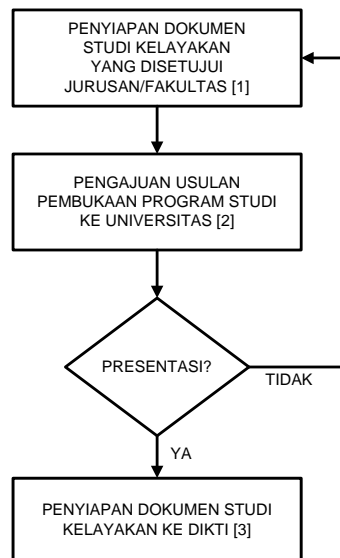 PENYIAPAN DOKUMEN
STUDI KELAYAKAN
YANG DISETUJUI
JURUSAN/FAKULTAS [1]
PENGAJUAN USULAN
PEMBUKAAN PROGRAM STUDI
KE UNIVERSITAS [2]
PRESENTASI?
TIDAK
YA
PENYIAPAN DOKUMEN STUDI
KELAYAKAN KE DIKTI [3]